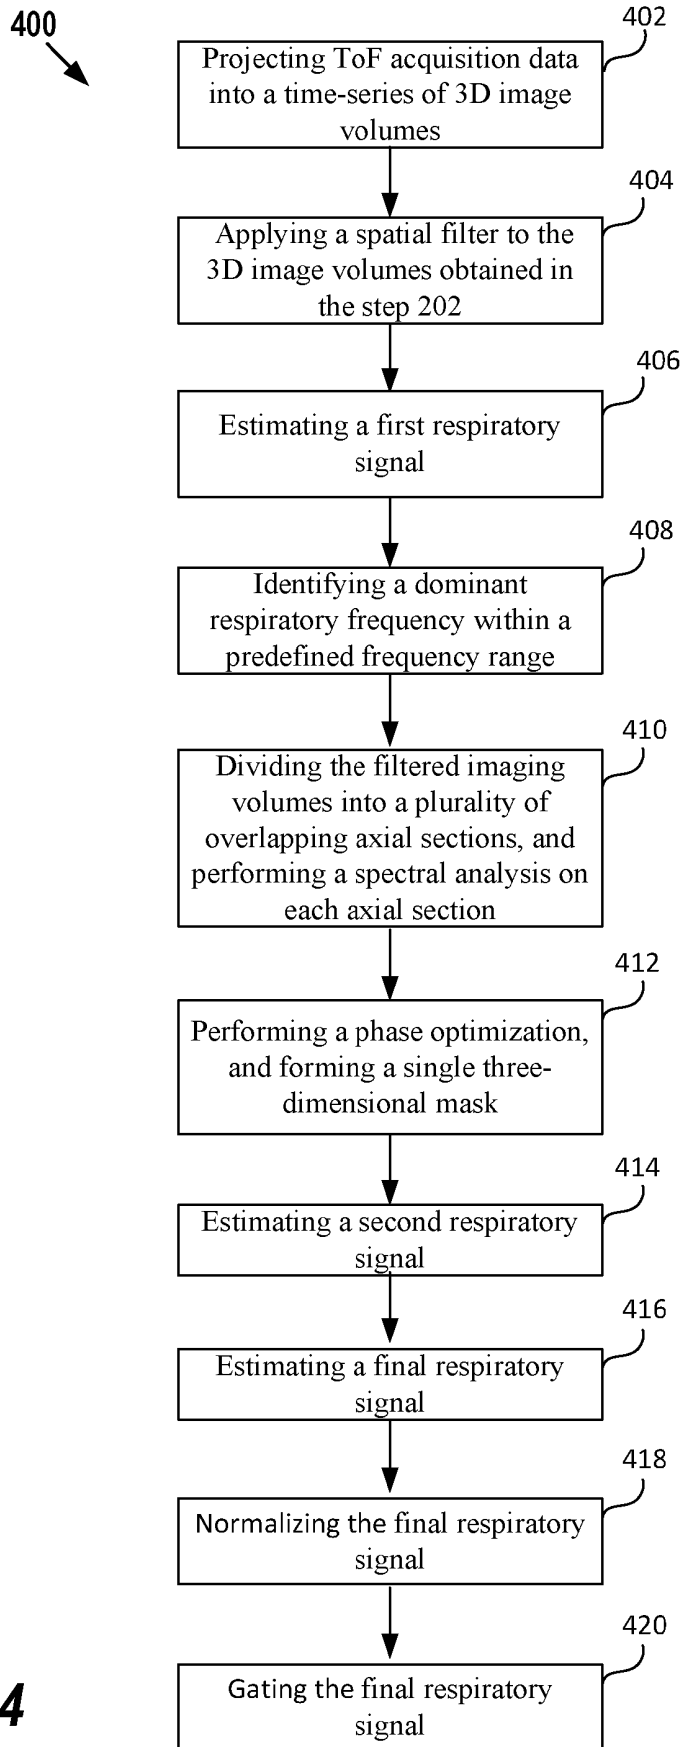 400
402
Projecting ToF acquisition data
into a time-series of 3D image
volumes
404
Applying a spatial filter to the
3D image volumes obtained in
the step 202
406
Estimating a first respiratory
signal
408
Identifying a dominant
respiratory frequency within a
predefined frequency range
410
Dividing the filtered imaging
volumes into a plurality of
overlapping axial sections, and
performing a spectral analysis on
each axial section
412
Performing a phase optimization,
and forming a single three-
dimensional mask
414
Estimating a second respiratory
signal
416
Estimating a final respiratory
signal
418
Normalizing the final respiratory
signal
420
Gating the final respiratory
signal
4